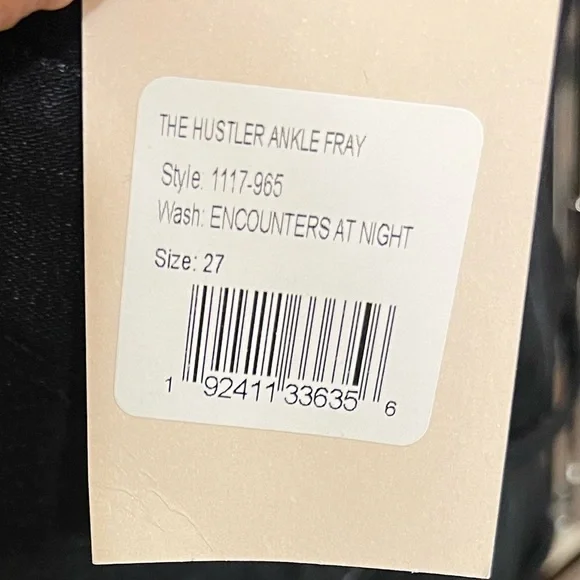 THE HUSTLER ANKLE FRAY
Style: 1117-965
Wash: ENCOUNTERS AT NIGHT
Size: 27
1 92411 33635 6